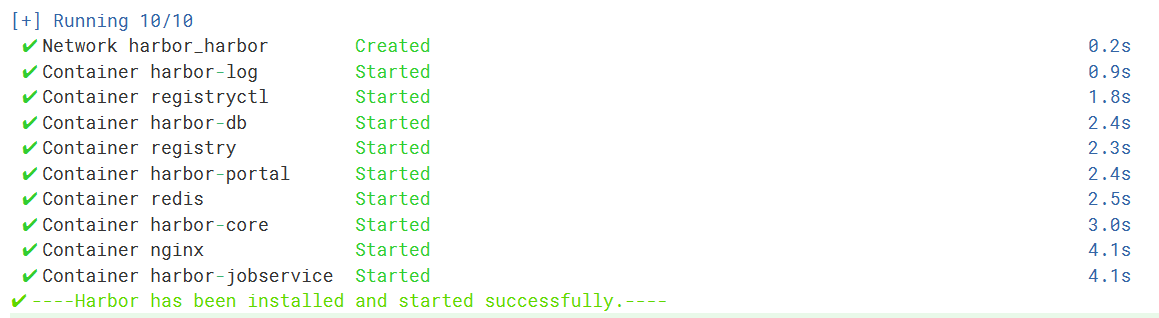 [+] Running 10/10
✔ Network harbor_harbor Created 0.2s
✔ Container harbor-log Started 0.9s
✔ Container registryctl Started 1.8s
✔ Container harbor-db Started 2.4s
✔ Container registry Started 2.3s
✔ Container harbor-portal Started 2.4s
✔ Container redis Started 2.5s
✔ Container harbor-core Started 3.0s
✔ Container nginx Started 4.1s
✔ Container harbor-jobservice Started 4.1s
✔ ----Harbor has been installed and started successfully.----